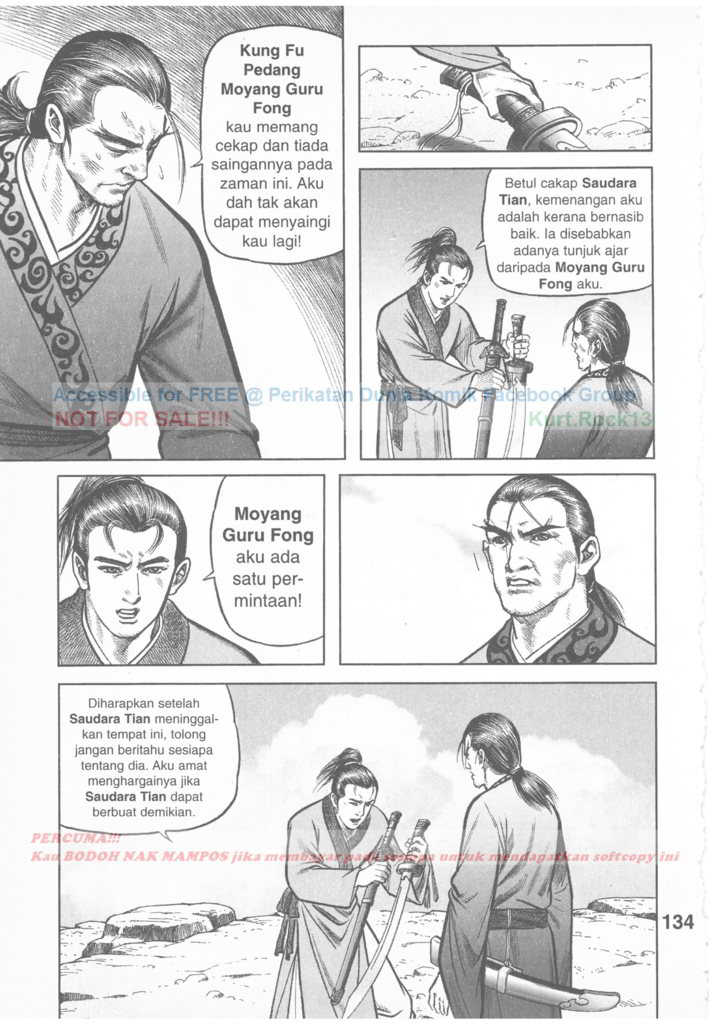 Kung Fu
Pedang
Moyang Guru
Fong
kau memang
cekap dan tiada
saingannya pada
zaman ini. Aku
dah tak akan
dapat menyaingi
kau lagi!
Betul cakap Saudara
Tian, kemenangan aku
adalah kerana bernasib
baik. Ia disebabkan
adanya tunjuk ajar
daripada Moyang Guru
Fong aku.
Accessible for FREE @ Perikatan Dunia Komik Facebook Group
NOT FOR SALE!!!
Kurt.Rock13
Moyang
Guru Fong
aku ada
satu per-
mintaan!
Diharapkan setelah
Saudara Tian meninggal-
kan tempat ini, tolong
jangan beritahu sesiapa
tentang dia. Aku amat
menghargainya jika
Saudara Tian dapat
berbuat demikian.
PERCUMA!!!
Kau BODOH NAK MAMPOS jika membayar pada sesiapa untuk mendapatkan softcopy ini
134